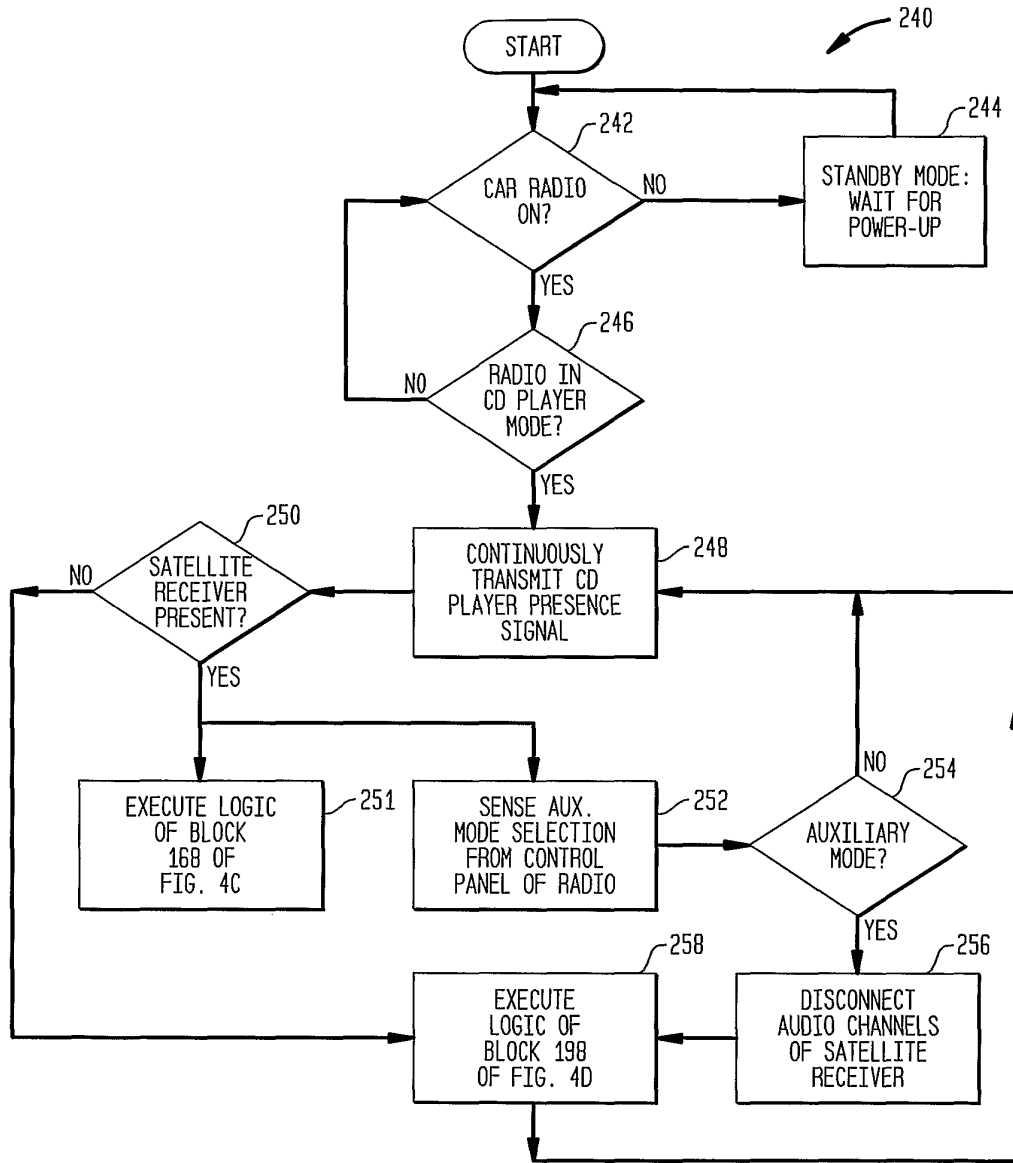 240
START
242
CAR RADIO
ON?
NO
YES
244
STANDBY MODE:
WAIT FOR
POWER-UP
246
RADIO IN
CD PLAYER
MODE?
NO
YES
248
CONTINUOUSLY
TRANSMIT CD
PLAYER PRESENCE
SIGNAL
250
SATELLITE
RECEIVER
PRESENT?
NO
YES
251
EXECUTE LOGIC
OF BLOCK
168 OF
FIG. 4C
252
SENSE AUX.
MODE SELECTION
FROM CONTROL
PANEL OF RADIO
254
AUXILIARY
MODE?
NO
YES
256
DISCONNECT
AUDIO CHANNELS
OF SATELLITE
RECEIVER
258
EXECUTE
LOGIC OF
BLOCK 198
OF FIG. 4D